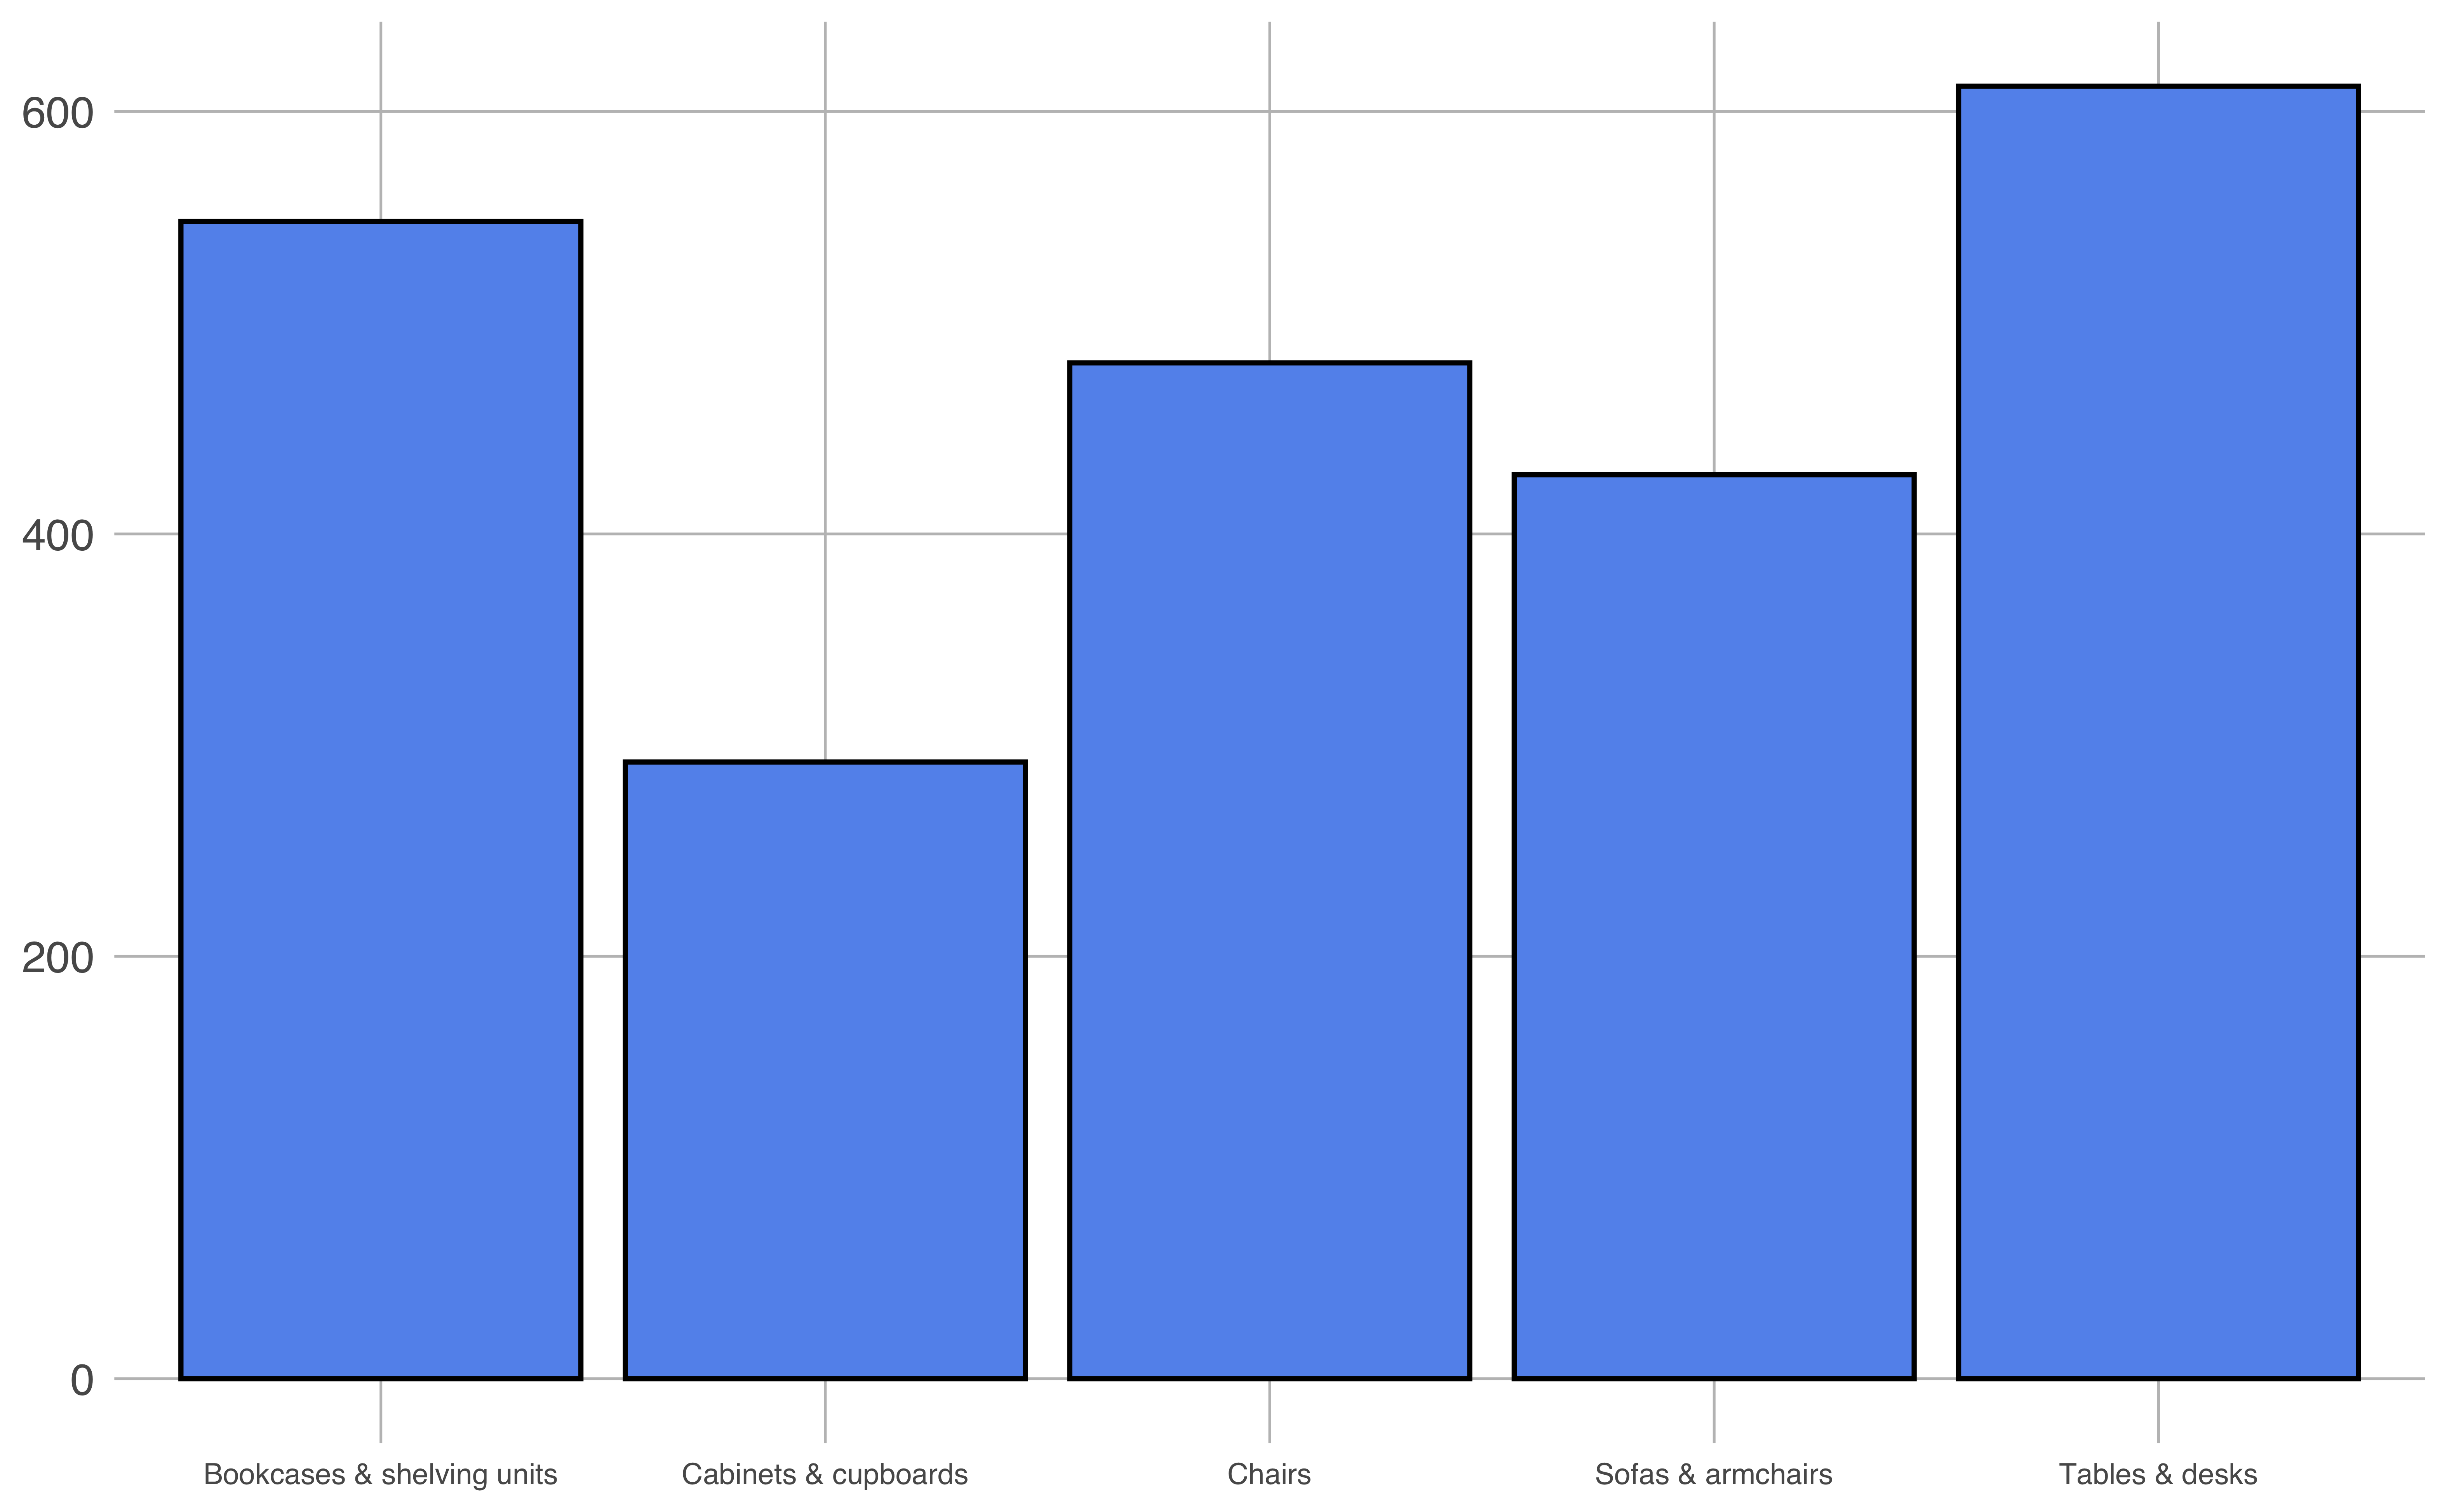 600
400
200
0
Bookcases & shelving units
Cabinets & cupboards
Chairs
Sofas & armchairs
Tables & desks